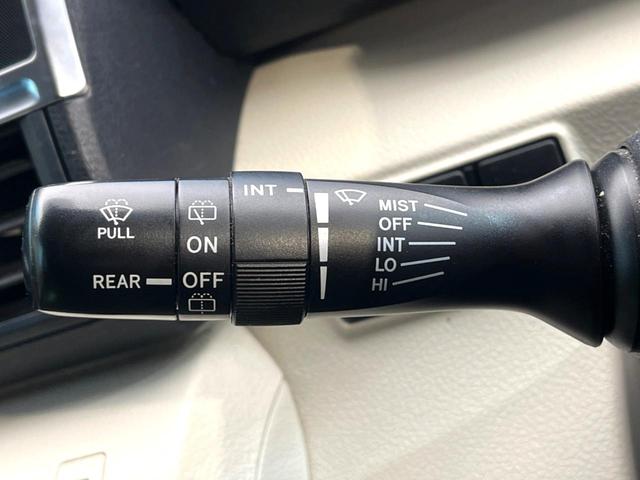 PULL
REAR
ON
OFF
INT
MIST
OFF
INT
LO
HI